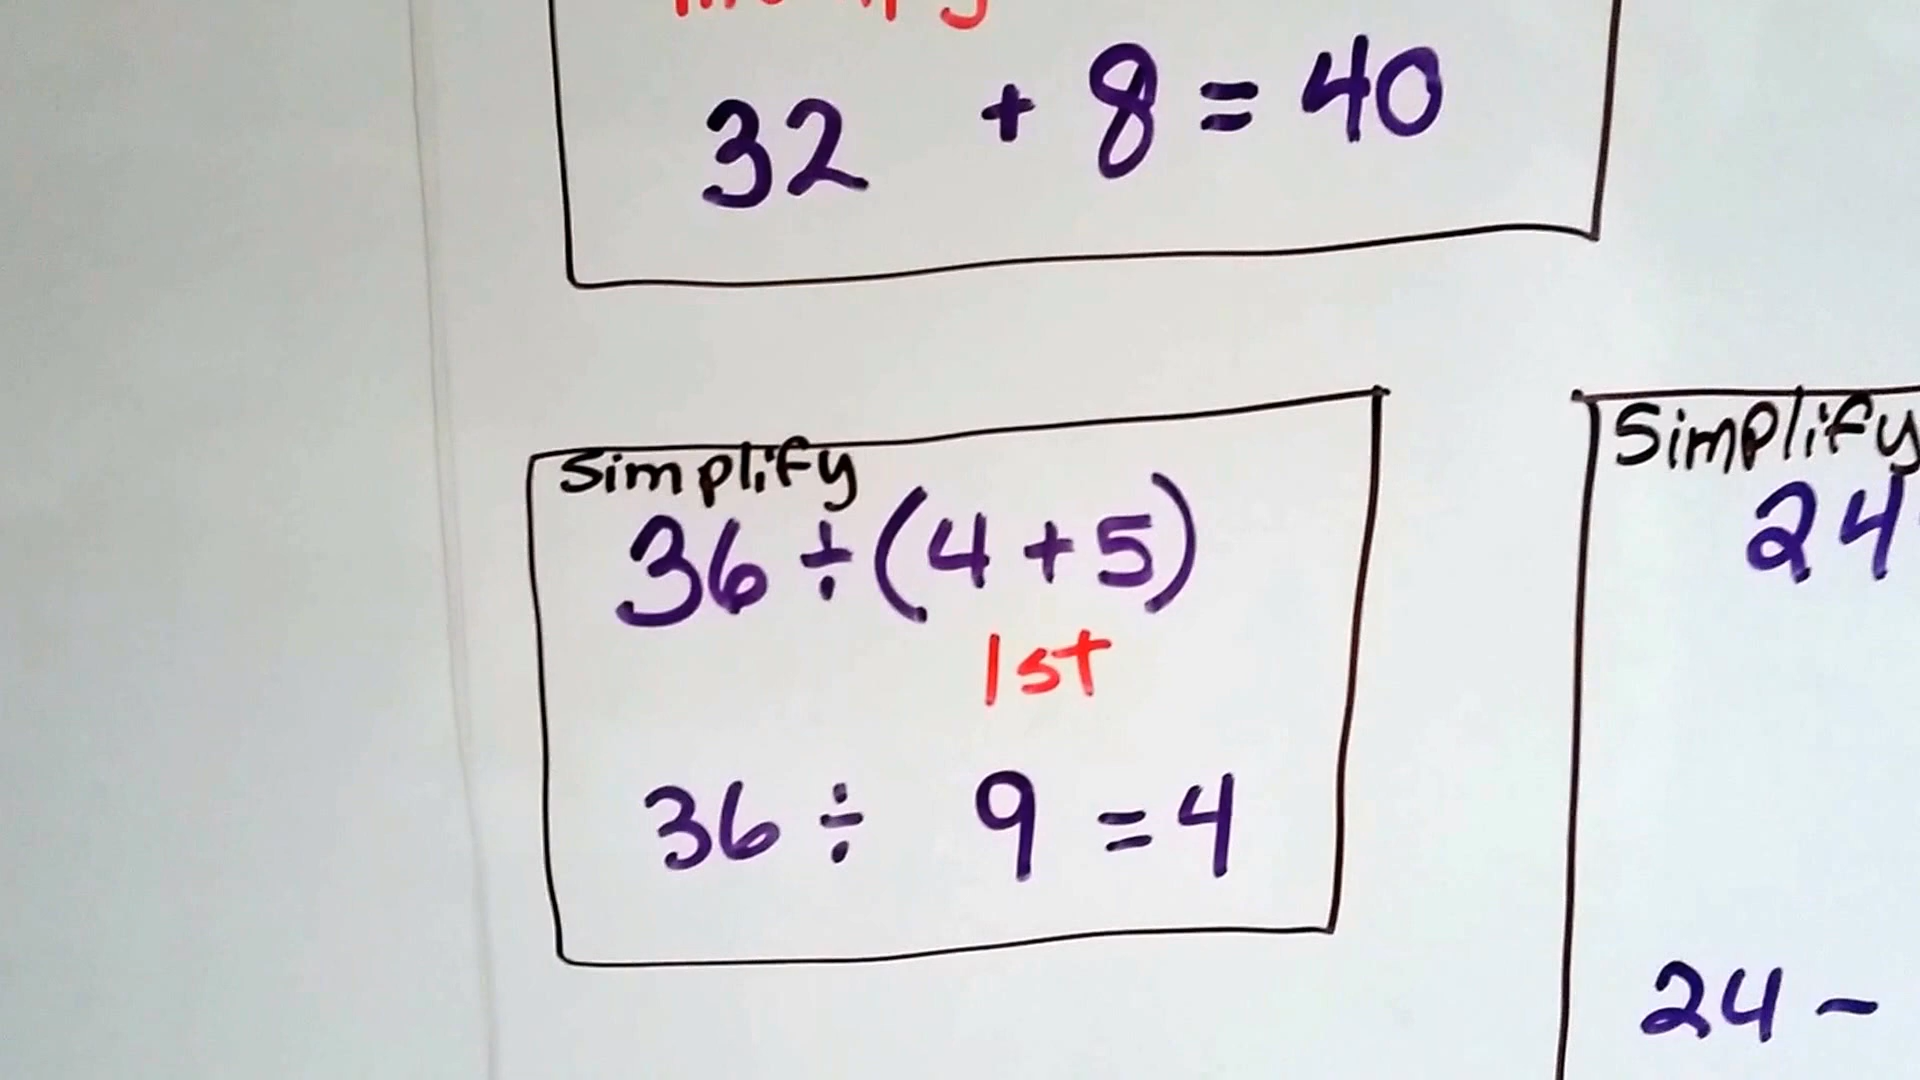 32 + 8 = 40
Simplify
36 ÷ (4 + 5)
1st
36 ÷ 9 = 4
Simplify
24
24 -